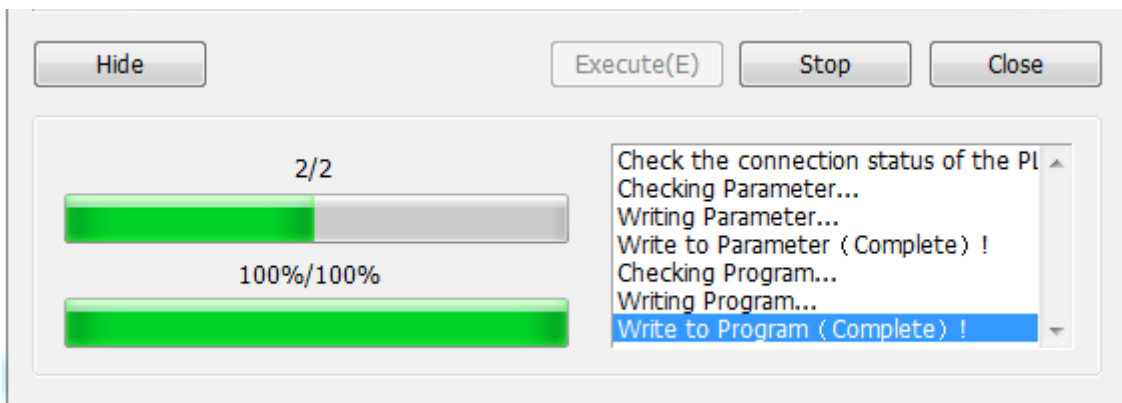 Hide
Execute(E)
Stop
Close
2/2
100%/100%
Check the connection status of the PL
Checking Parameter...
Writing Parameter...
Write to Parameter（Complete）!
Checking Program...
Writing Program...
Write to Program（Complete）!